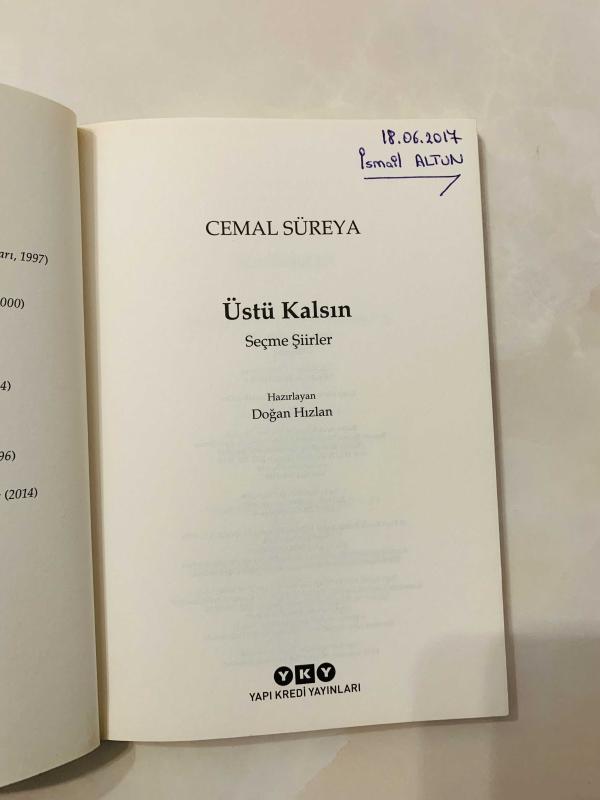 arı, 1997)
000)
4)
96)
(2014)
18.06.2017
İsmail ALTUN
CEMAL SÜREYA
Üstü Kalsın
Seçme Şiirler
Hazırlayan
Doğan Hızlan
YKY
YAPI KREDİ YAYINLARI